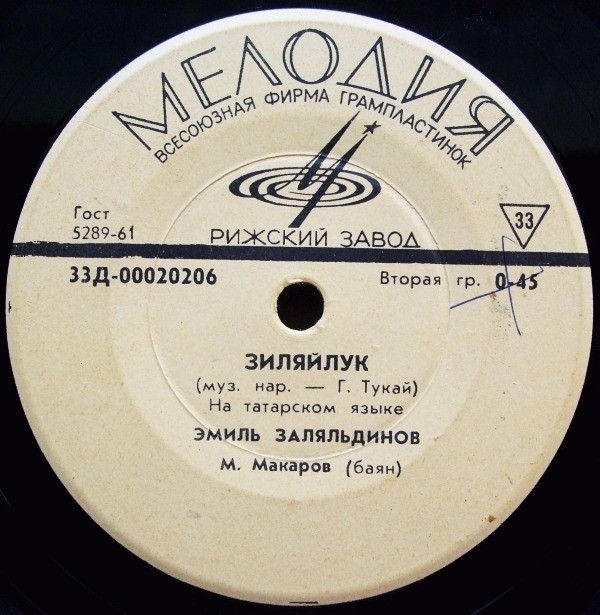 МЕЛОДИЯ
ВСЕСОЮЗНАЯ ФИРМА ГРАМПЛАСТИНОК
Гост
5289-61
РИЖСКИЙ ЗАВОД
33
33Д-00020206
Вторая гр. 0-45
ЗИЛЯЙЛУК
(муз. нар. — Г. Тукай)
На татарском языке
ЭМИЛЬ ЗАЛЯЛЬДИНОВ
М. Макаров (баян)